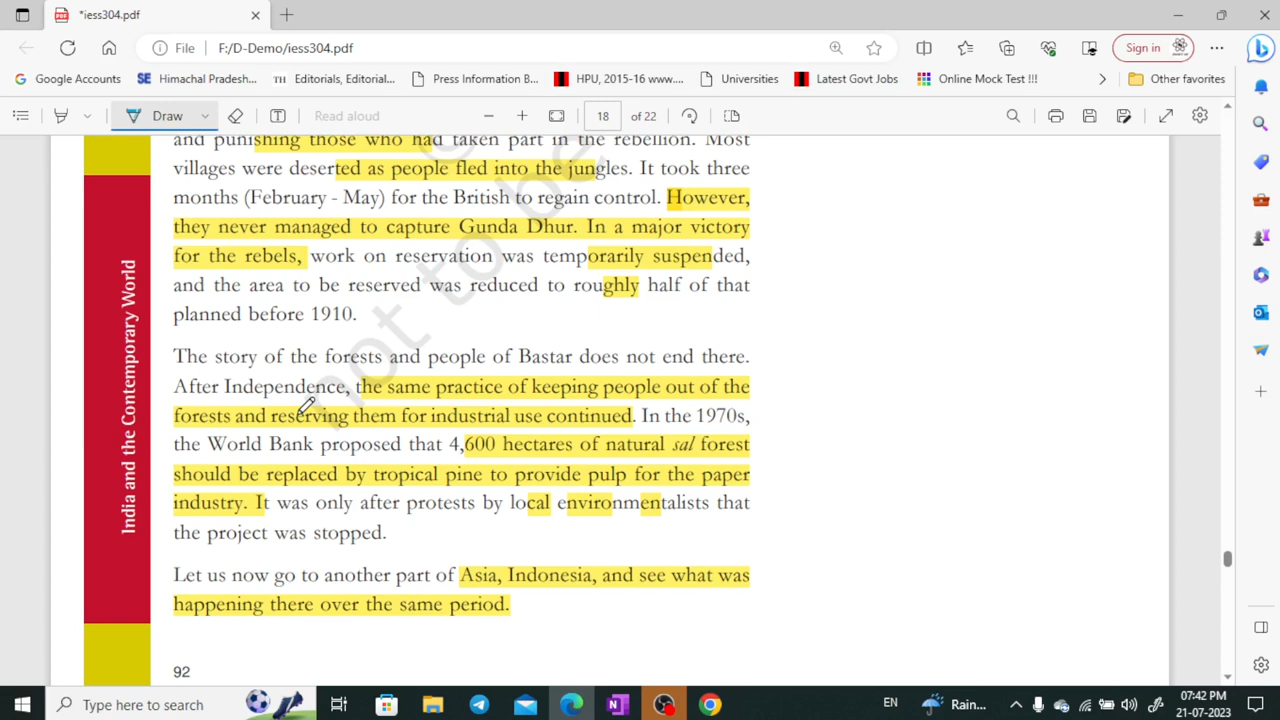 *iess304.pdf
File
F:/D-Demo/iess304.pdf
Sign in
Google Accounts
SE Himachal Pradesh...
TH Editorials, Editorial...
Press Information B...
HPU, 2015-16 www....
Universities
Latest Govt Jobs
Online Mock Test !!!
Other favorites
Draw
Read aloud
18 of 22
and punishing those who had taken part in the rebellion. Most
villages were deserted as people fled into the jungles. It took three
months (February - May) for the British to regain control. However,
they never managed to capture Gunda Dhur. In a major victory
for the rebels, work on reservation was temporarily suspended,
and the area to be reserved was reduced to roughly half of that
planned before 1910.
The story of the forests and people of Bastar does not end there.
After Independence, the same practice of keeping people out of the
forests and reserving them for industrial use continued. In the 1970s,
the World Bank proposed that 4,600 hectares of natural sal forest
should be replaced by tropical pine to provide pulp for the paper
industry. It was only after protests by local environmentalists that
the project was stopped.
Let us now go to another part of Asia, Indonesia, and see what was
happening there over the same period.
India and the Contemporary World
not to be
92
Type here to search
EN
Rain...
07:42 PM
21-07-2023